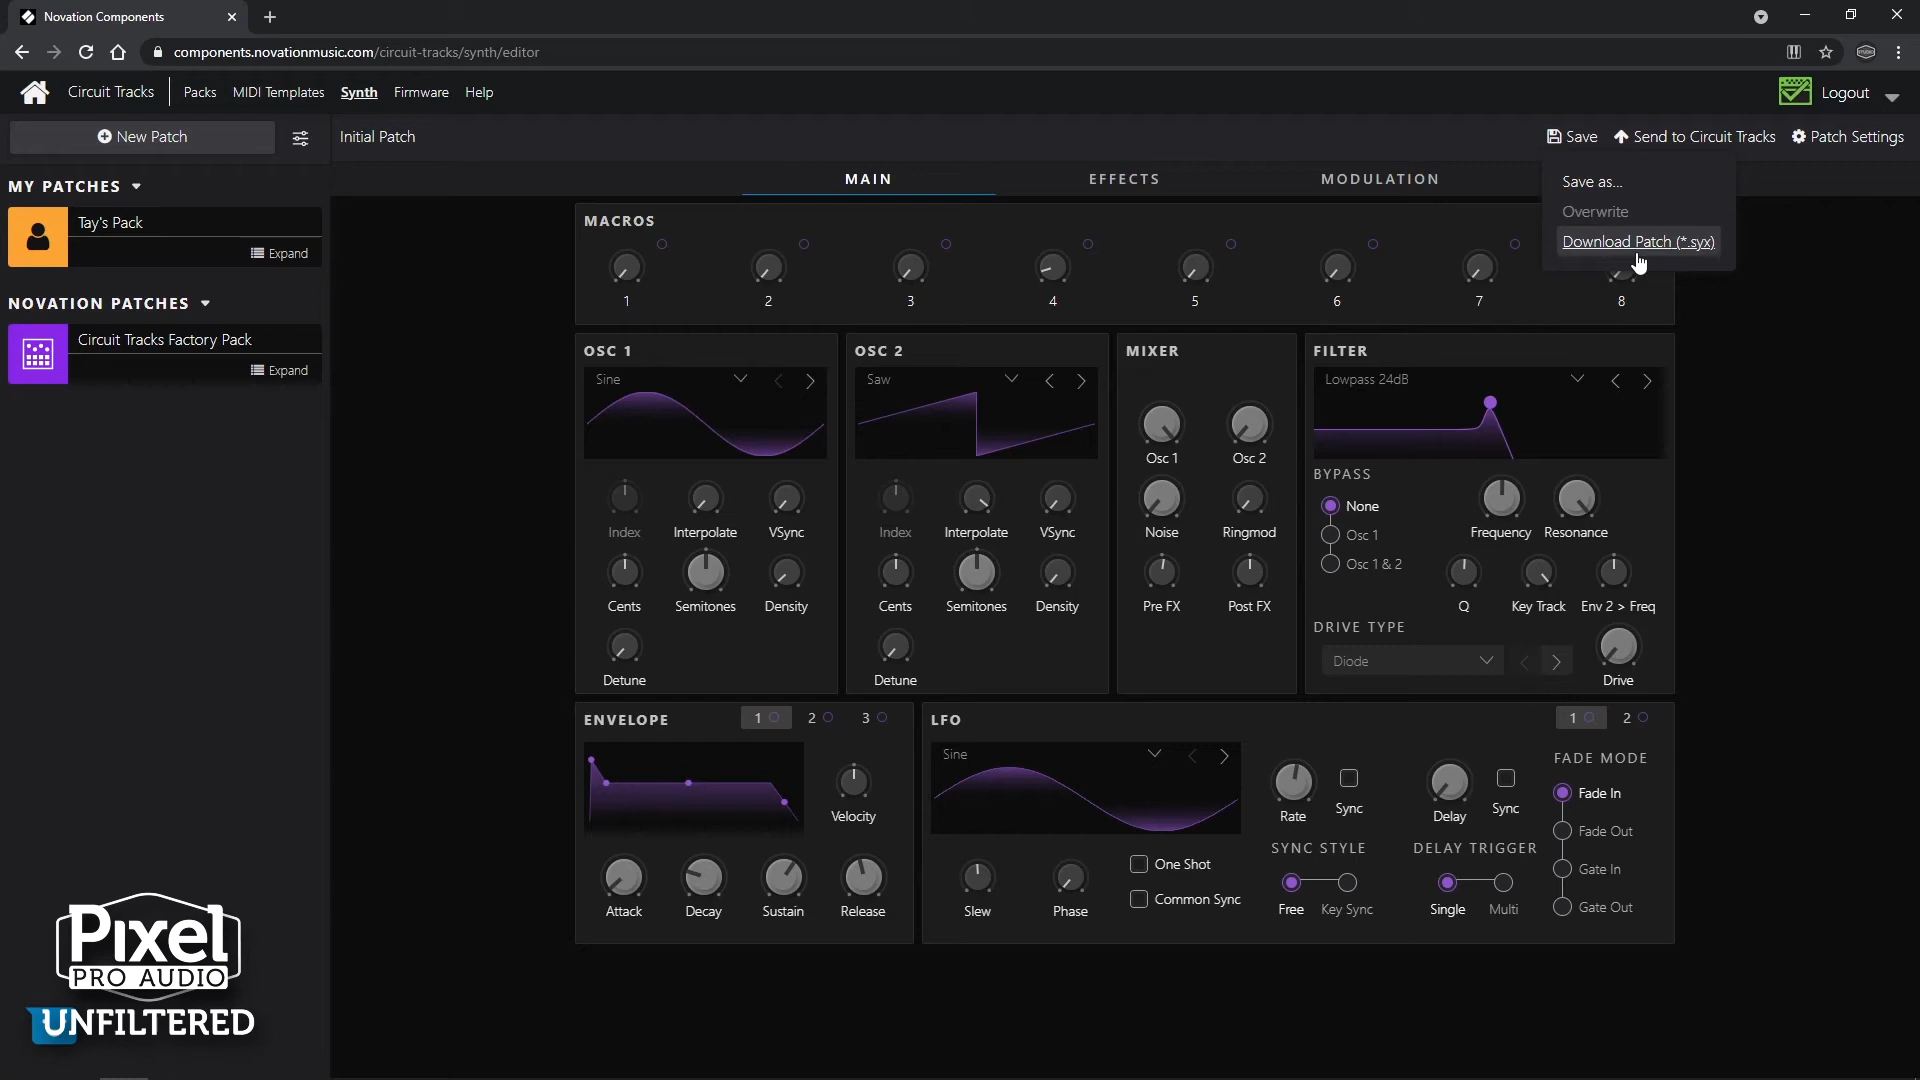 Novation Components
components.novationmusic.com/circuit-tracks/synth/editor
Circuit Tracks
Packs
MIDI Templates
Synth
Firmware
Help
Logout
New Patch
Initial Patch
Save
Send to Circuit Tracks
Patch Settings
MY PATCHES
Tay's Pack
Expand
NOVATION PATCHES
Circuit Tracks Factory Pack
Expand
MAIN
EFFECTS
MODULATION
Save as...
Overwrite
Download Patch (*.syx)
MACROS
1
2
3
4
5
6
7
8
OSC 1
Sine
Index
Interpolate
VSync
Cents
Semitones
Density
Detune
OSC 2
Saw
Index
Interpolate
VSync
Cents
Semitones
Density
Detune
MIXER
Osc 1
Osc 2
Noise
Ringmod
Pre FX
Post FX
FILTER
Lowpass 24dB
BYPASS
None
Osc 1
Osc 1 & 2
Frequency
Resonance
Q
Key Track
Env 2 > Freq
DRIVE TYPE
Diode
Drive
ENVELOPE
1
2
3
Velocity
Attack
Decay
Sustain
Release
LFO
1
2
Sine
Slew
Phase
One Shot
Common Sync
Rate
Sync
Delay
Sync
SYNC STYLE
Free
Key Sync
DELAY TRIGGER
Single
Multi
FADE MODE
Fade In
Fade Out
Gate In
Gate Out
Pixel
PRO AUDIO
UNFILTERED